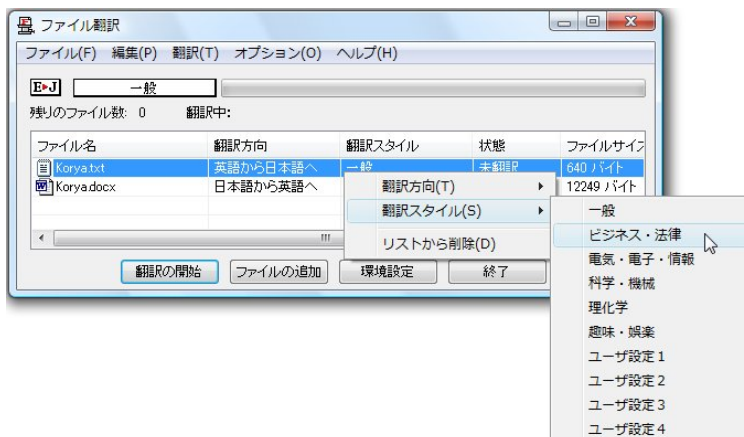 ファイル翻訳
ファイル(F) 編集(P) 翻訳(T) オプション(O) ヘルプ(H)
E▸J 一般
残りのファイル数: 0 翻訳中:
ファイル名 翻訳方向 翻訳スタイル 状態 ファイルサイズ
Korya.txt 英語から日本語へ 一般 未翻訳 640 バイト
Korya.docx 日本語から英語へ 12249 バイト
翻訳方向(T)
翻訳スタイル(S)
リストから削除(D)
一般
ビジネス・法律
電気・電子・情報
科学・機械
理化学
趣味・娯楽
ユーザ設定1
ユーザ設定2
ユーザ設定3
ユーザ設定4
翻訳の開始 ファイルの追加 環境設定 終了